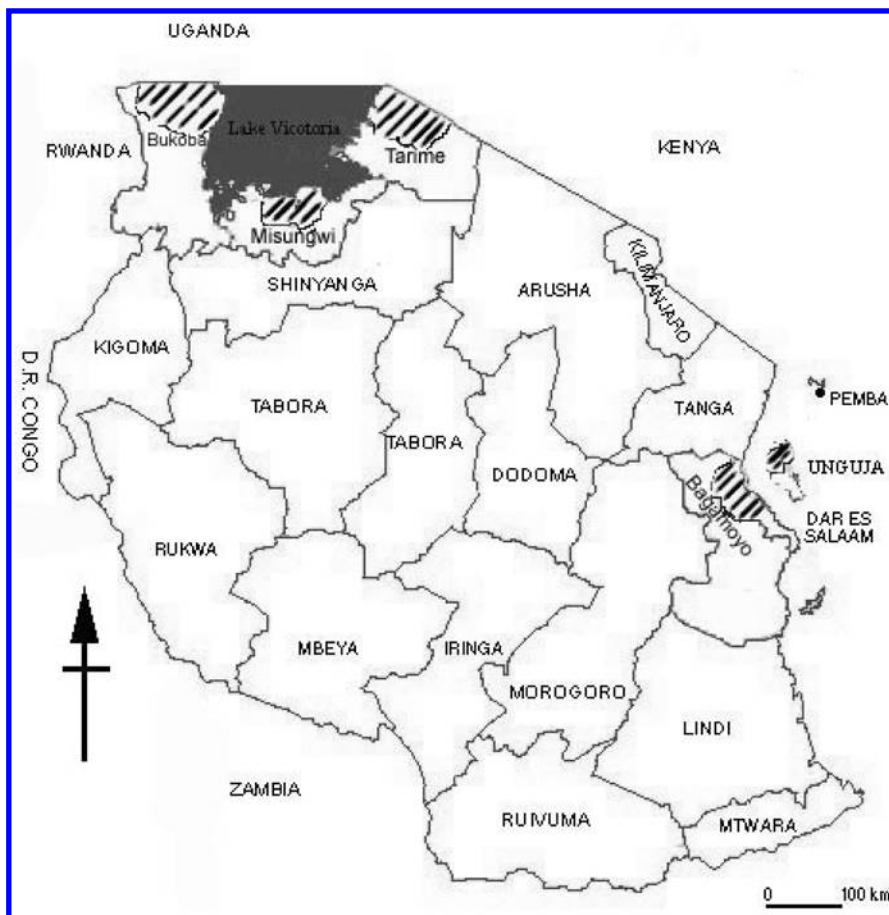 UGANDA
Lake Vicotoria
Bukoba
Tarime
RWANDA
KENYA
Misungwi
SHINYANGA
KILIMANJARO
ARUSHA
KIGOMA
D.R. CONGO
TABORA
TABORA
TANGA
Z
PEMBA
DODOMA
UNGUJA
Bagamoyo
DAR ES
SALAAM
RUKWA
MBEYA
IRINGA
MOROGORO
LINDI
ZAMBIA
RUIVUMA
MTWARA
0 100 km